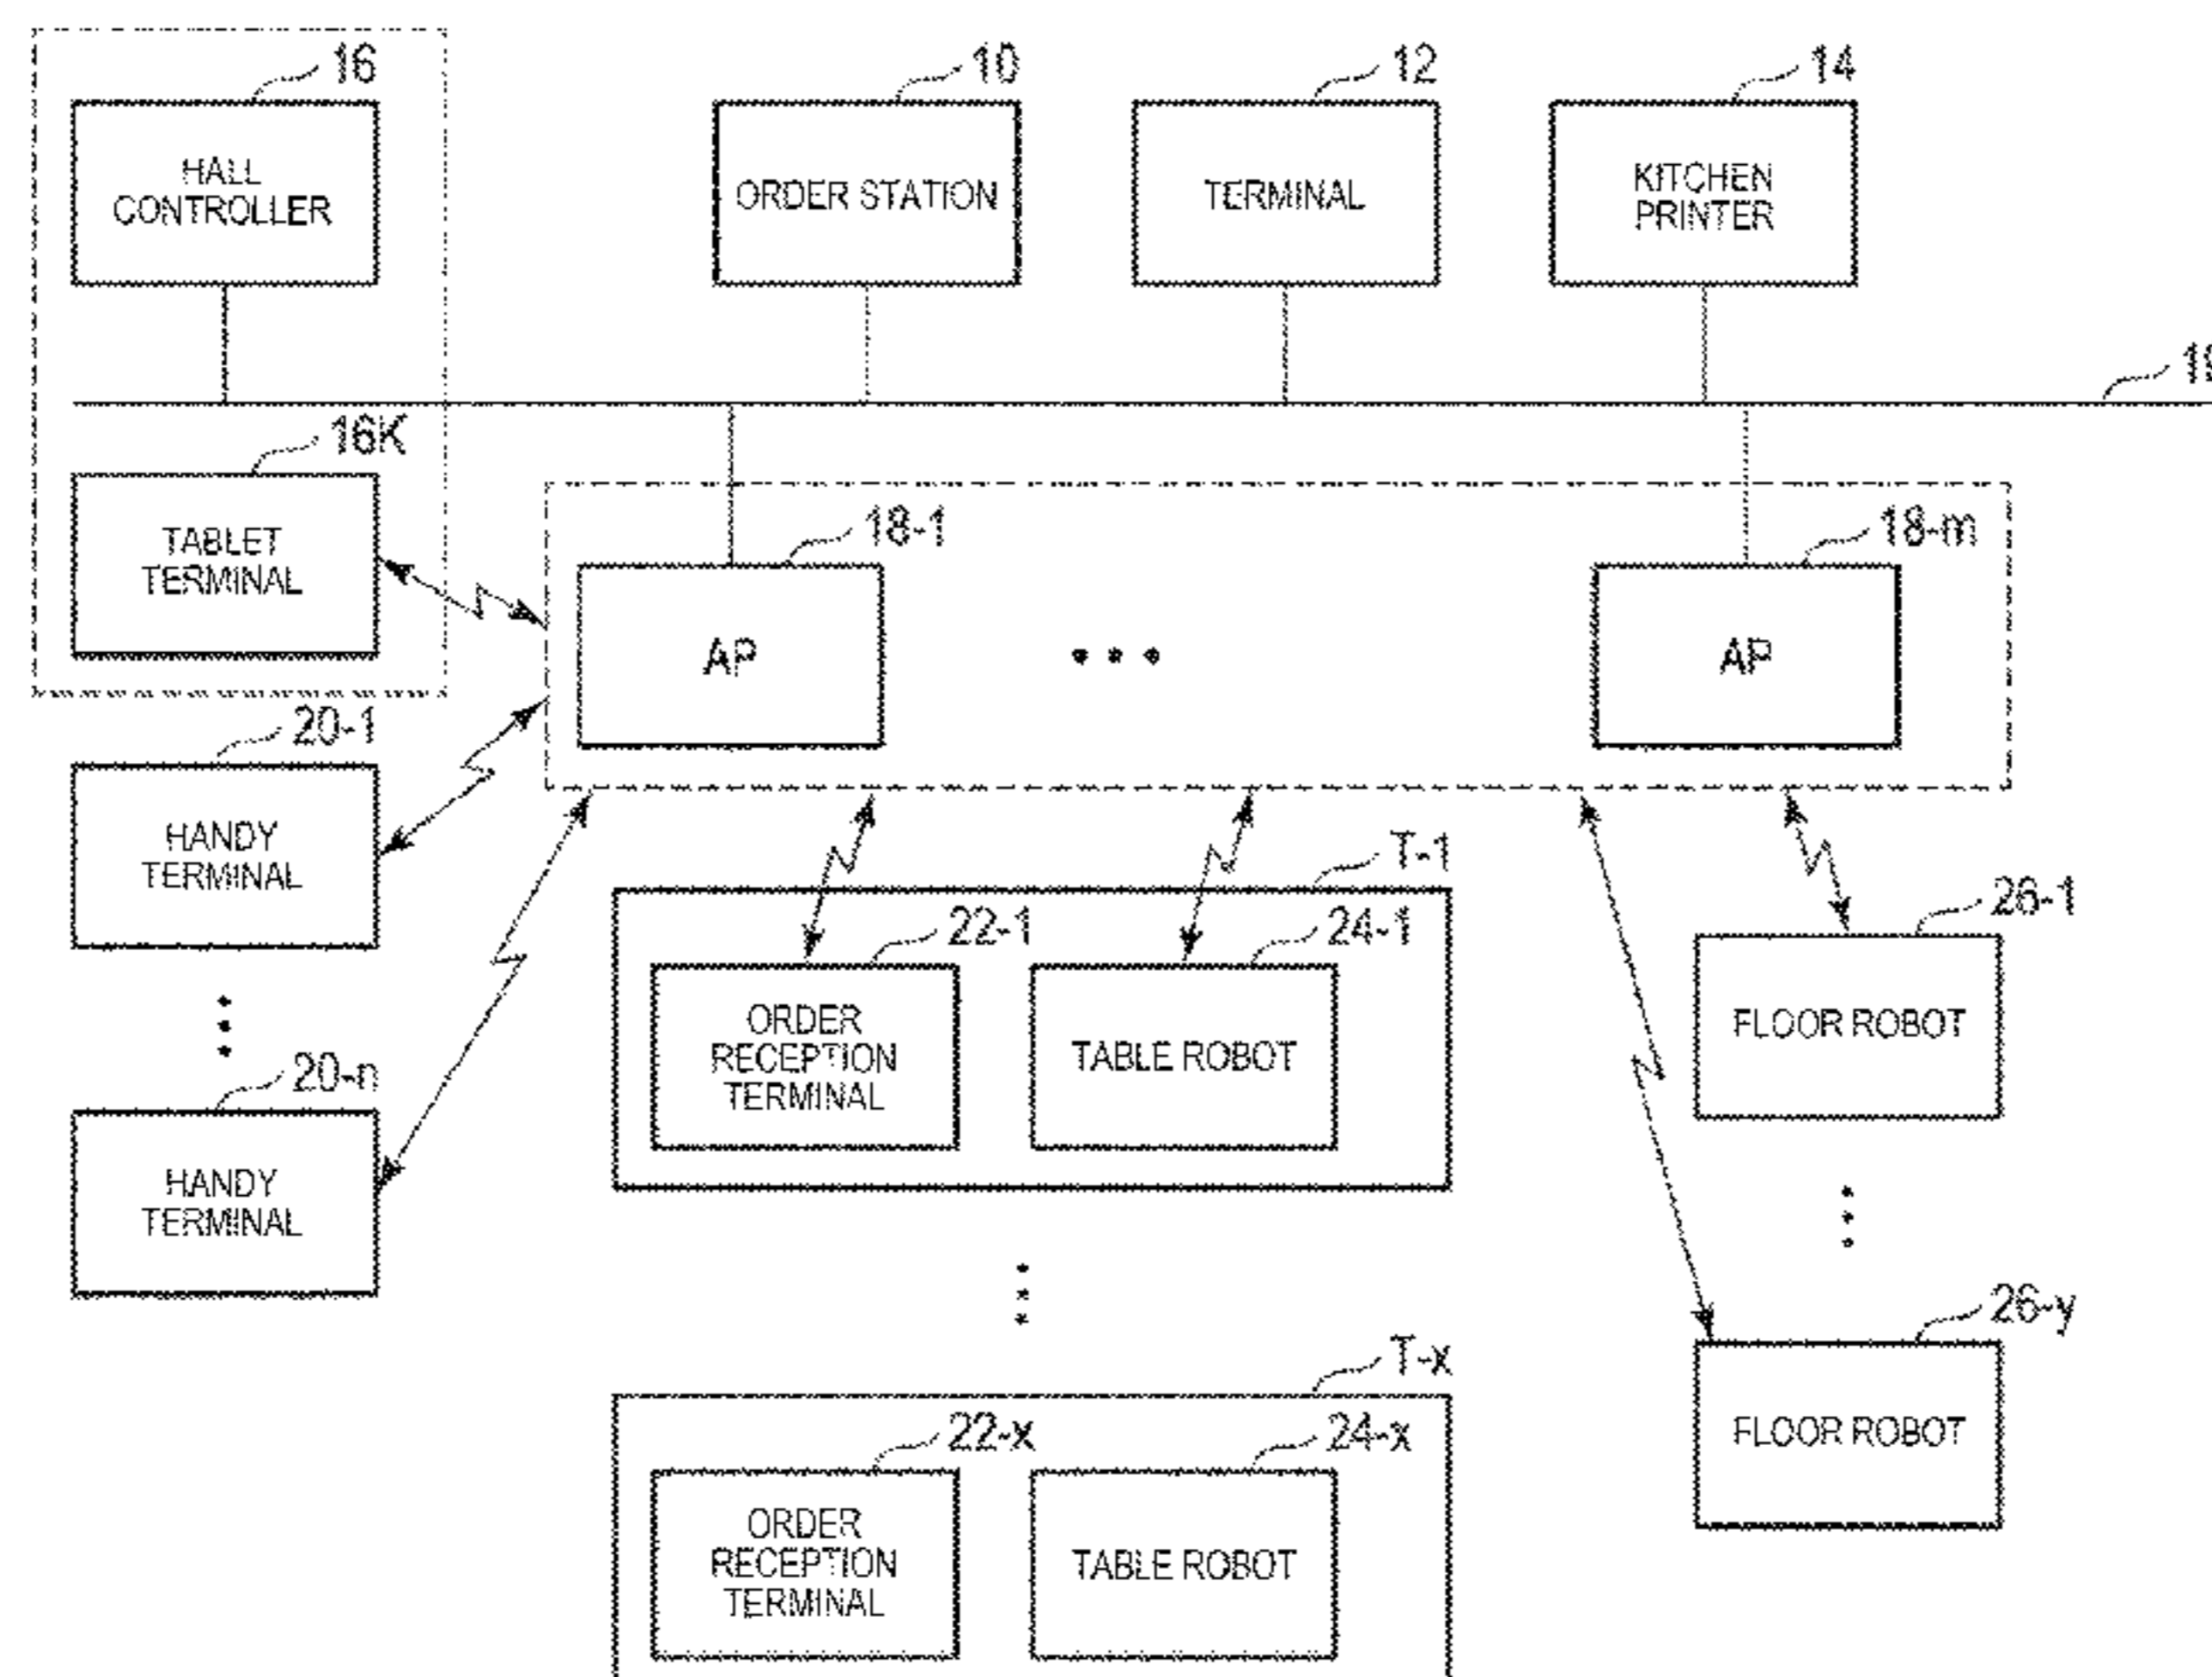 16
10
12
14
HALL
CONTROLLER
ORDER STATION
TERMINAL
KITCHEN
PRINTER
19
16K
TABLET
TERMINAL
18-1
18-m
AP
AP
20-1
HANDY
TERMINAL
T-1
22-1
24-1
26-1
ORDER
RECEPTION
TERMINAL
TABLE ROBOT
FLOOR ROBOT
20-n
HANDY
TERMINAL
26-y
FLOOR ROBOT
T-x
22-x
24-x
ORDER
RECEPTION
TERMINAL
TABLE ROBOT